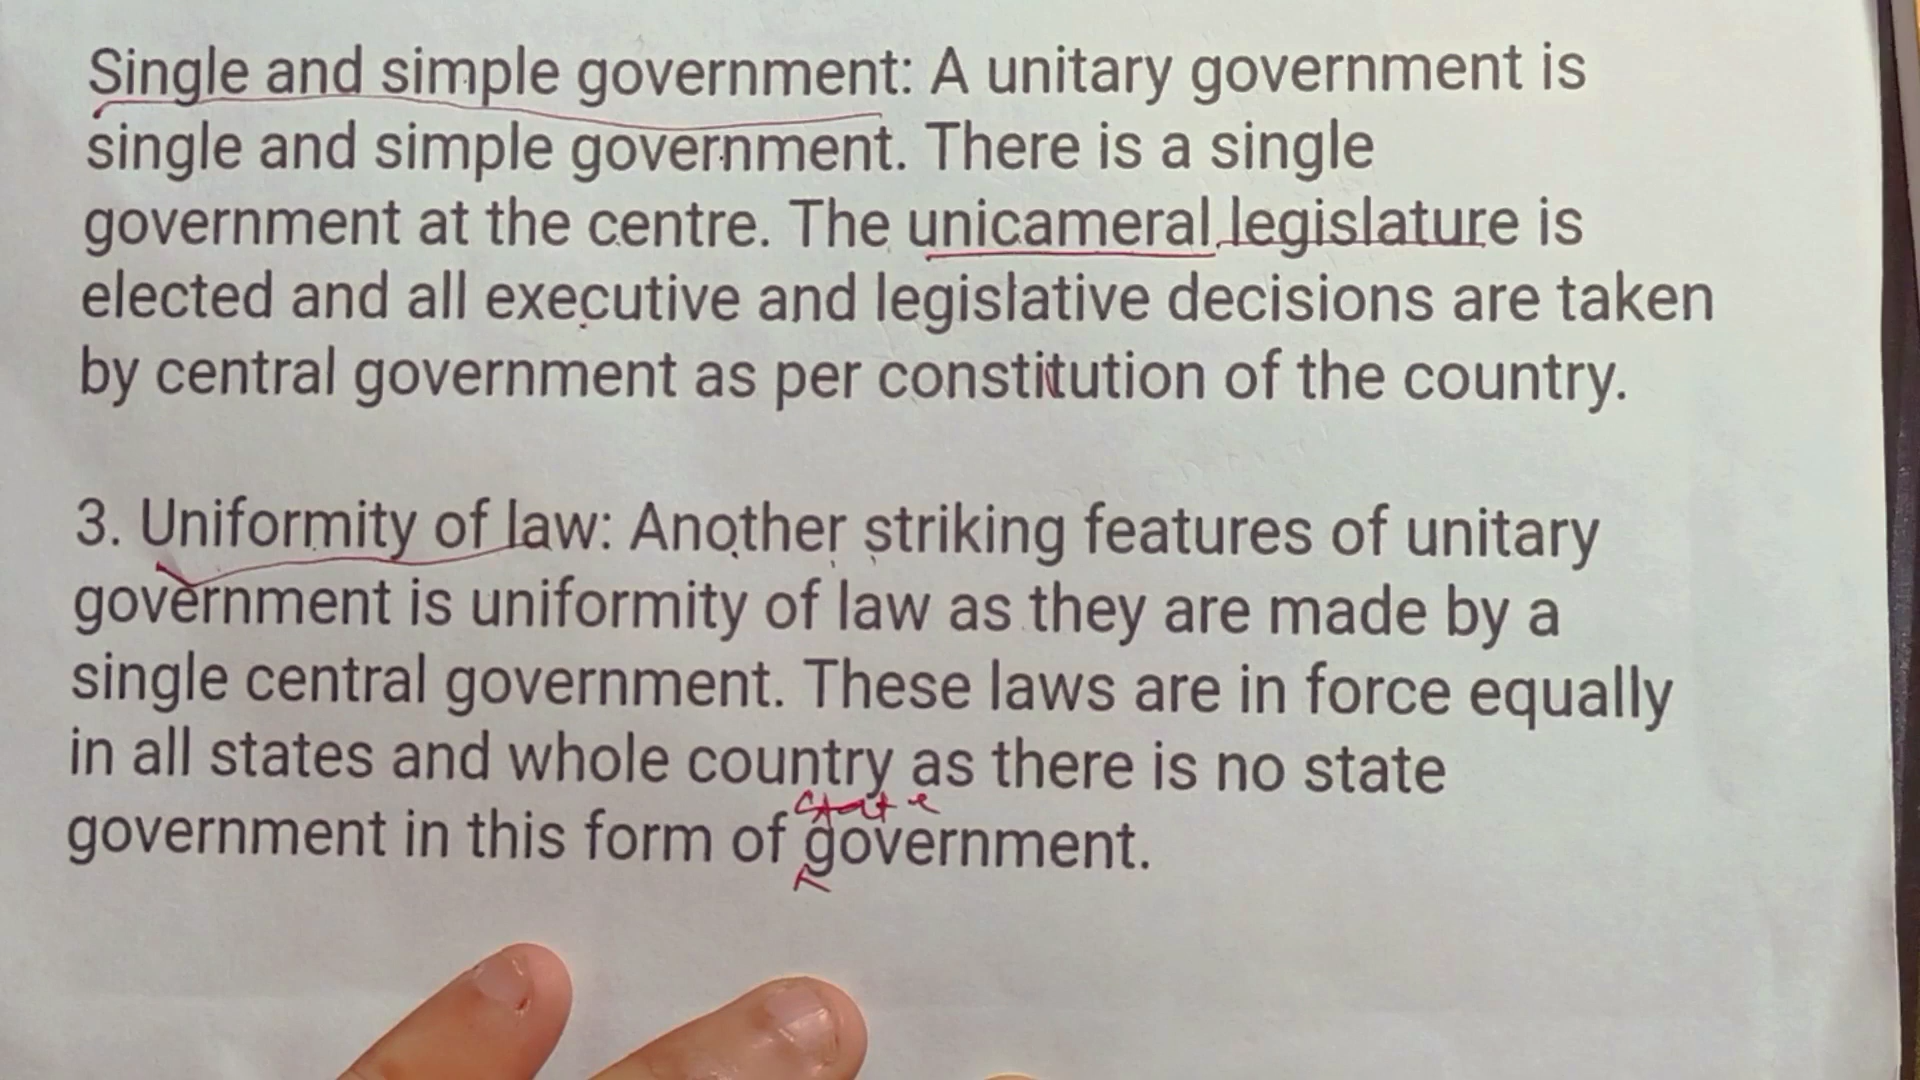 Single and simple government: A unitary government is
single and simple government. There is a single
government at the centre. The unicameral legislature is
elected and all executive and legislative decisions are taken
by central government as per constitution of the country.
3. Uniformity of law: Another striking features of unitary
government is uniformity of law as they are made by a
single central government. These laws are in force equally
in all states and whole country as there is no state
state
government in this form of government.